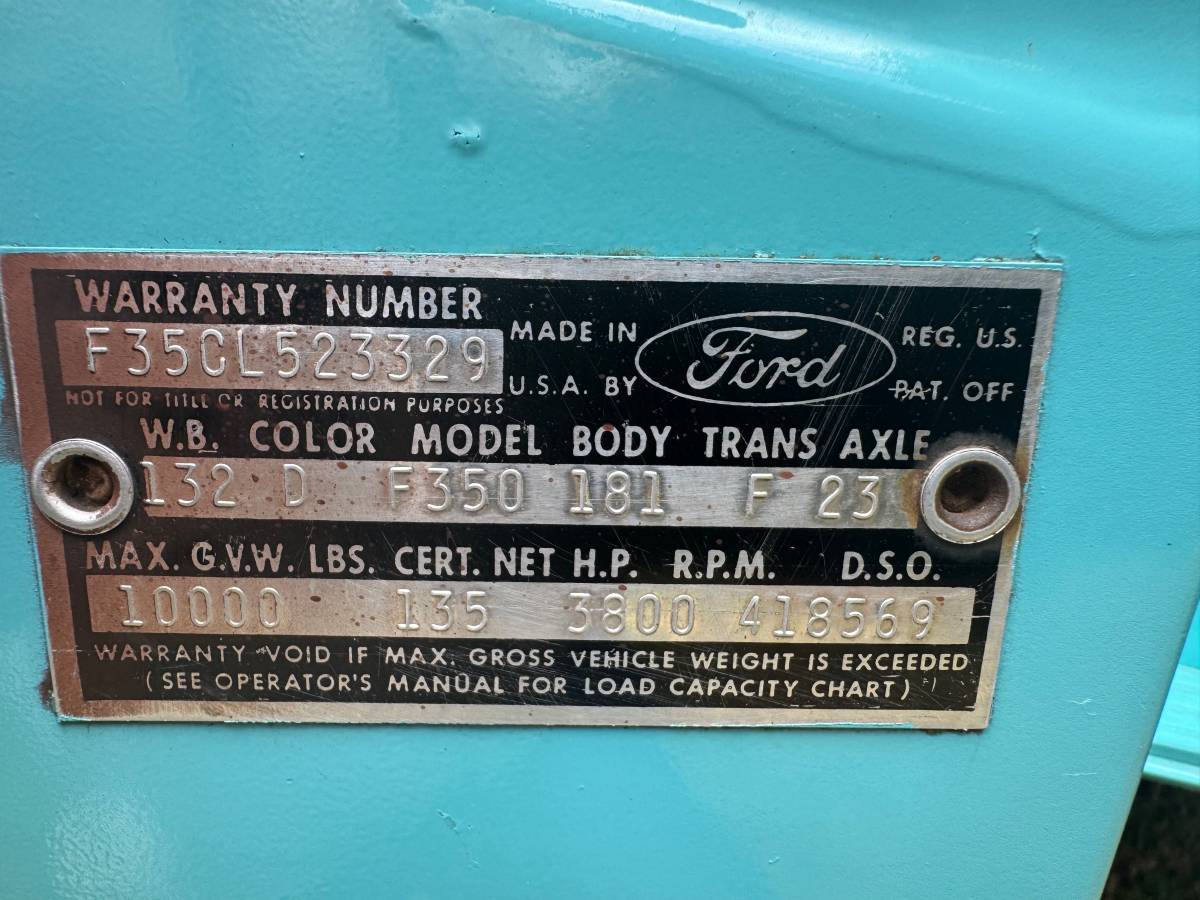 WARRANTY NUMBER
F35CL523329
NOT FOR TITLE OR REGISTRATION PURPOSES
MADE IN
U.S.A. BY
Ford
REG. U.S.
PAT. OFF
W.B. COLOR MODEL BODY TRANS AXLE
132 D F350 181 F 23
MAX. G.V.W. LBS. CERT. NET H.P. R.P.M. D.S.O.
10000 135 3800 418569
WARRANTY VOID IF MAX. GROSS VEHICLE WEIGHT IS EXCEEDED
(SEE OPERATOR'S MANUAL FOR LOAD CAPACITY CHART)